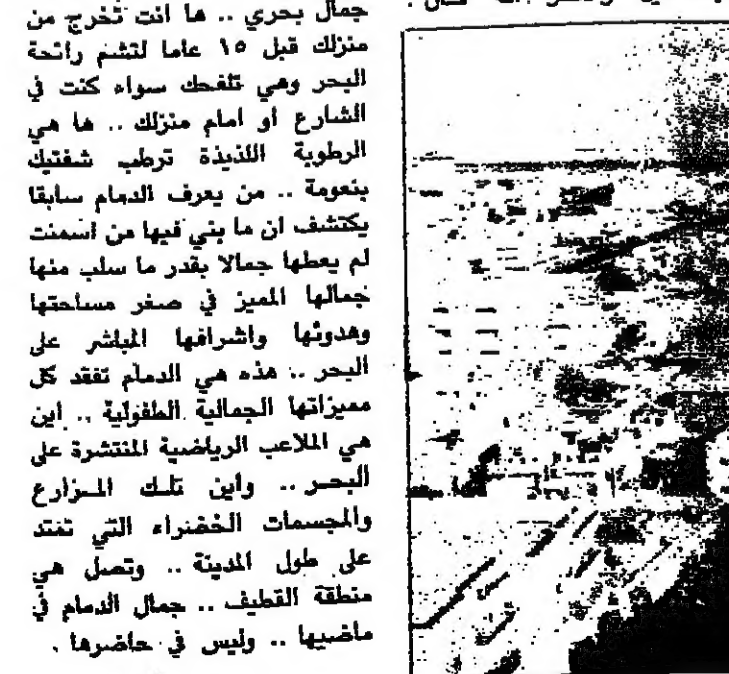 جمال بحري .. ها انت تخرج من
منزلك قبل ١٥ عاما لتشم رائحة
البحر وهي تلفحك سواء كنت في
الشارع أو امام منزلك .. ها هي
الرطوبة اللذيذة ترطب شفتيك
بنعومة .. من يعرف الدمام سابقا
يكتشف ان ما بني فيها من اسمنت
لم يعطها جمالا بقدر ما سلب منها
جمالها المميز في صغر مساحتها
وهدوئها واشرافها المباشر على
البحر .. هذه هي الدمام تفقد كل
مميزاتها الجمالية الطفولية .. اين
هي الملاعب الرياضية المنتشرة على
البحـر .. واين تلـك المـزارع
والمجسمات الخضراء التي تمتد
على طول المدينة .. وتصل هي
منطقة القطيف .. جمال الدمام في
ماضيها .. وليس في حاضرها .